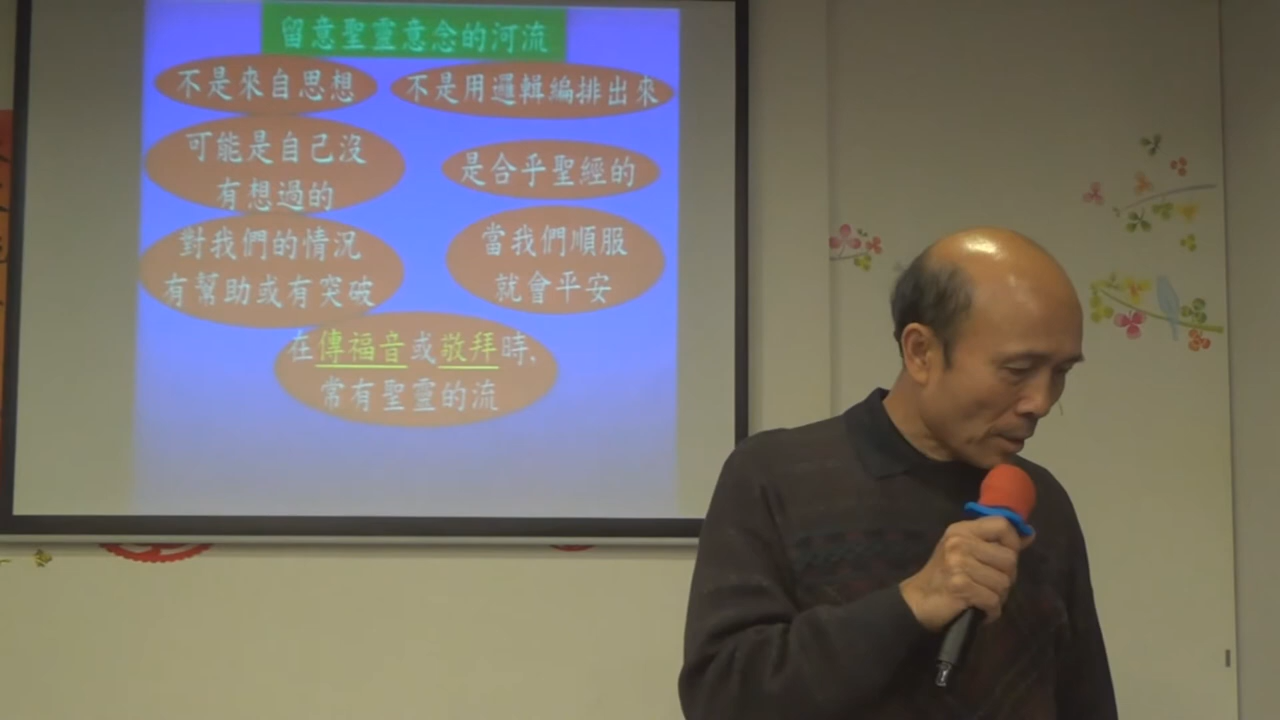 留意聖靈意念的河流
不是來自思想
不是用邏輯編排出來
可能是自己沒
有想過的
是合乎聖經的
對我們的情況
有幫助或有突破
當我們順服
就會平安
在傳福音或敬拜時,
常有聖靈的流